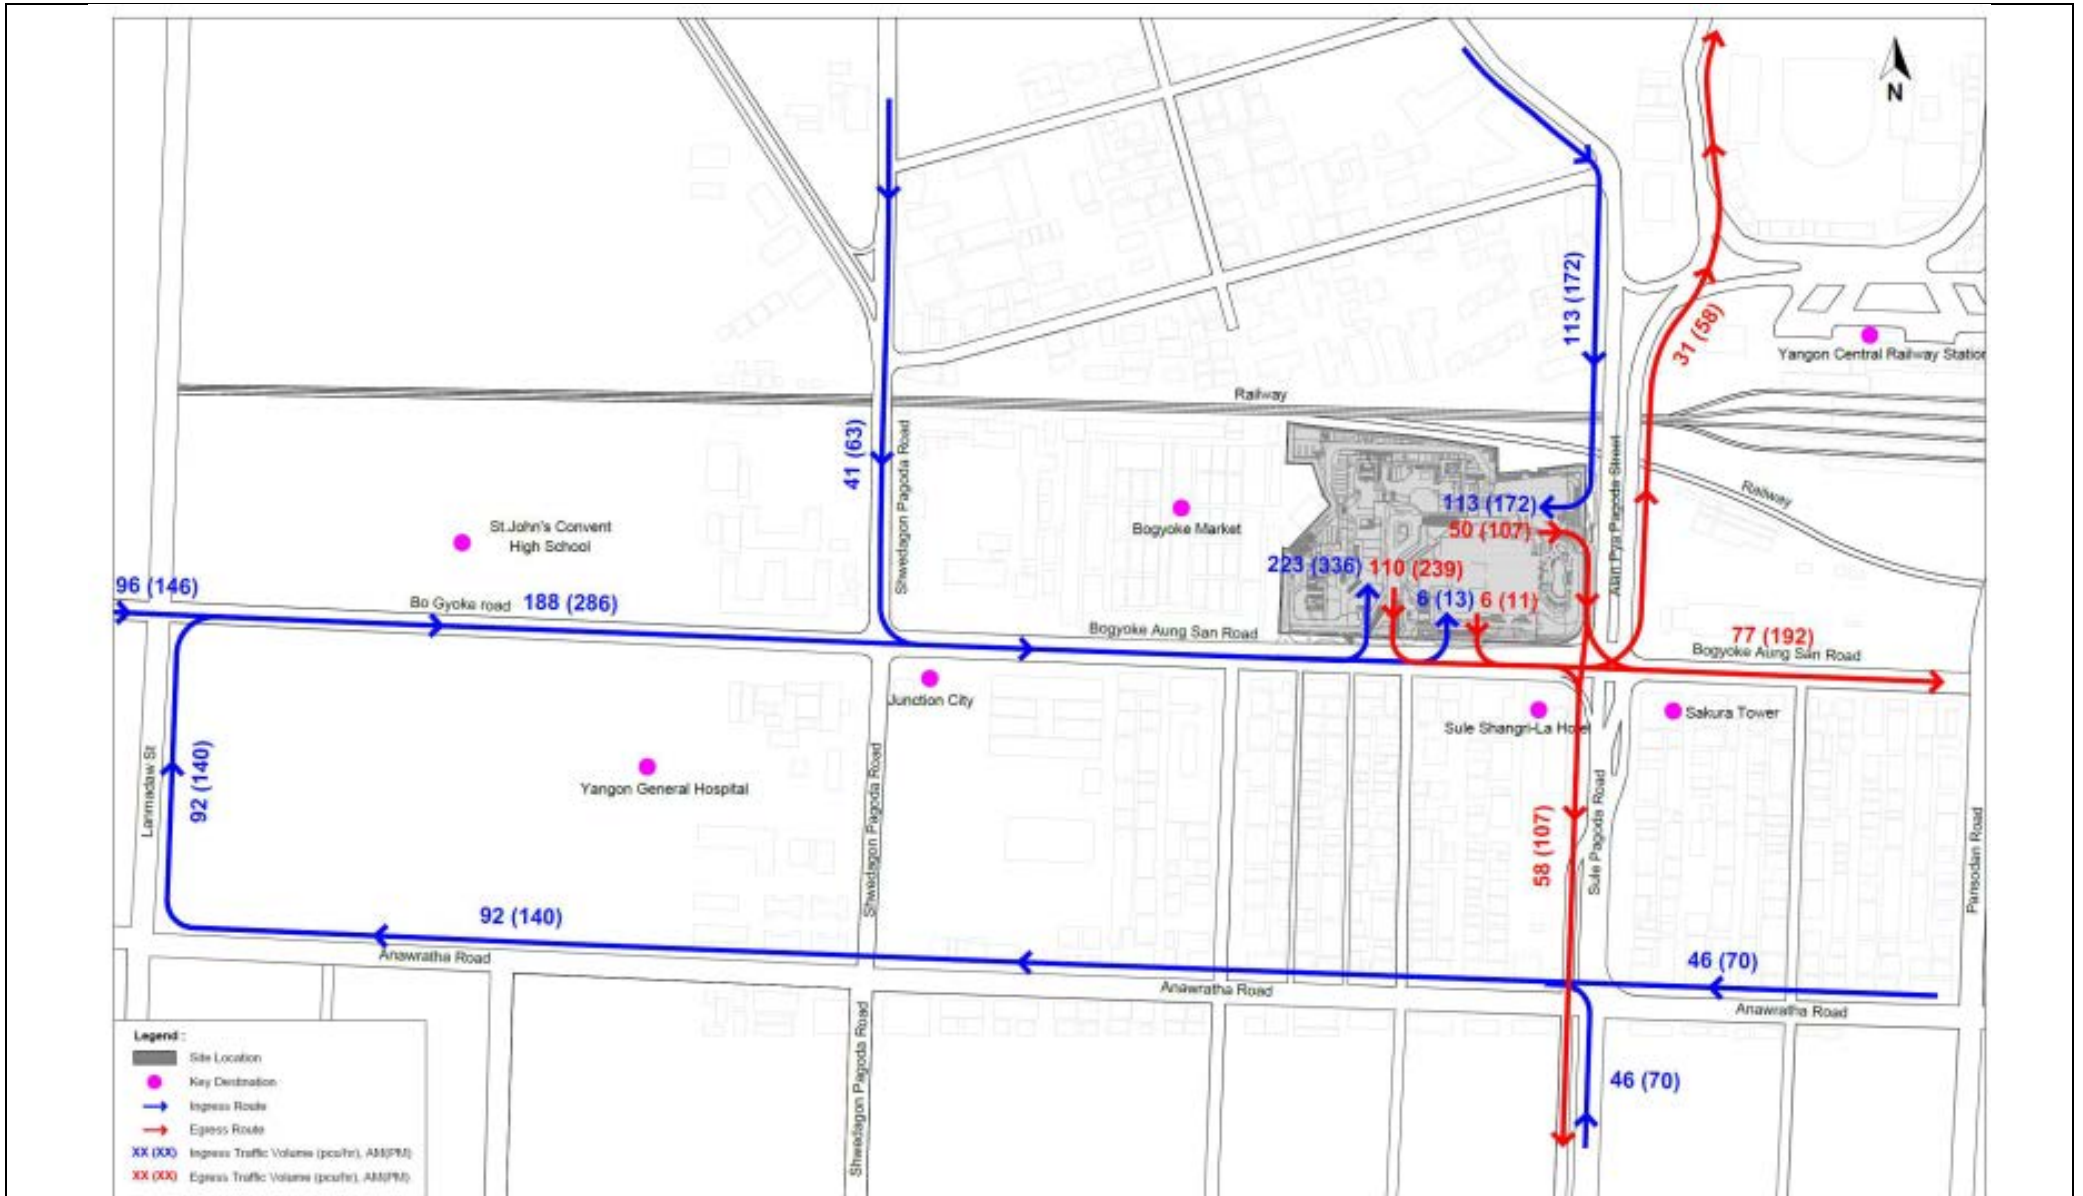 N
113 (172)
31 (58)
Yangon Central Railway Station
Railway
41 (63)
Shwedagon Pagoda Road
Alan Pya Pagoda Street
Railway
St.John's Convent
High School
Bogyoke Market
113 (172)
50 (107)
223 (336)
110 (239)
6 (13)
6 (11)
96 (146)
Bo Gyoke road
188 (286)
Bogyoke Aung San Road
77 (192)
Bogyoke Aung San Road
Junction City
Sule Shangri-La Hotel
Sakura Tower
Lanmadaw St
92 (140)
Yangon General Hospital
Shwedagon Pagoda Road
58 (107)
Sule Pagoda Road
Pansodan Road
92 (140)
Anawratha Road
46 (70)
Anawratha Road
Anawratha Road
Shwedagon Pagoda Road
46 (70)
Legend :
Site Location
Key Destination
Ingress Route
Egress Route
XX (XX) Ingress Traffic Volume (pcu/hr), AM(PM)
XX (XX) Egress Traffic Volume (pcu/hr), AM(PM)